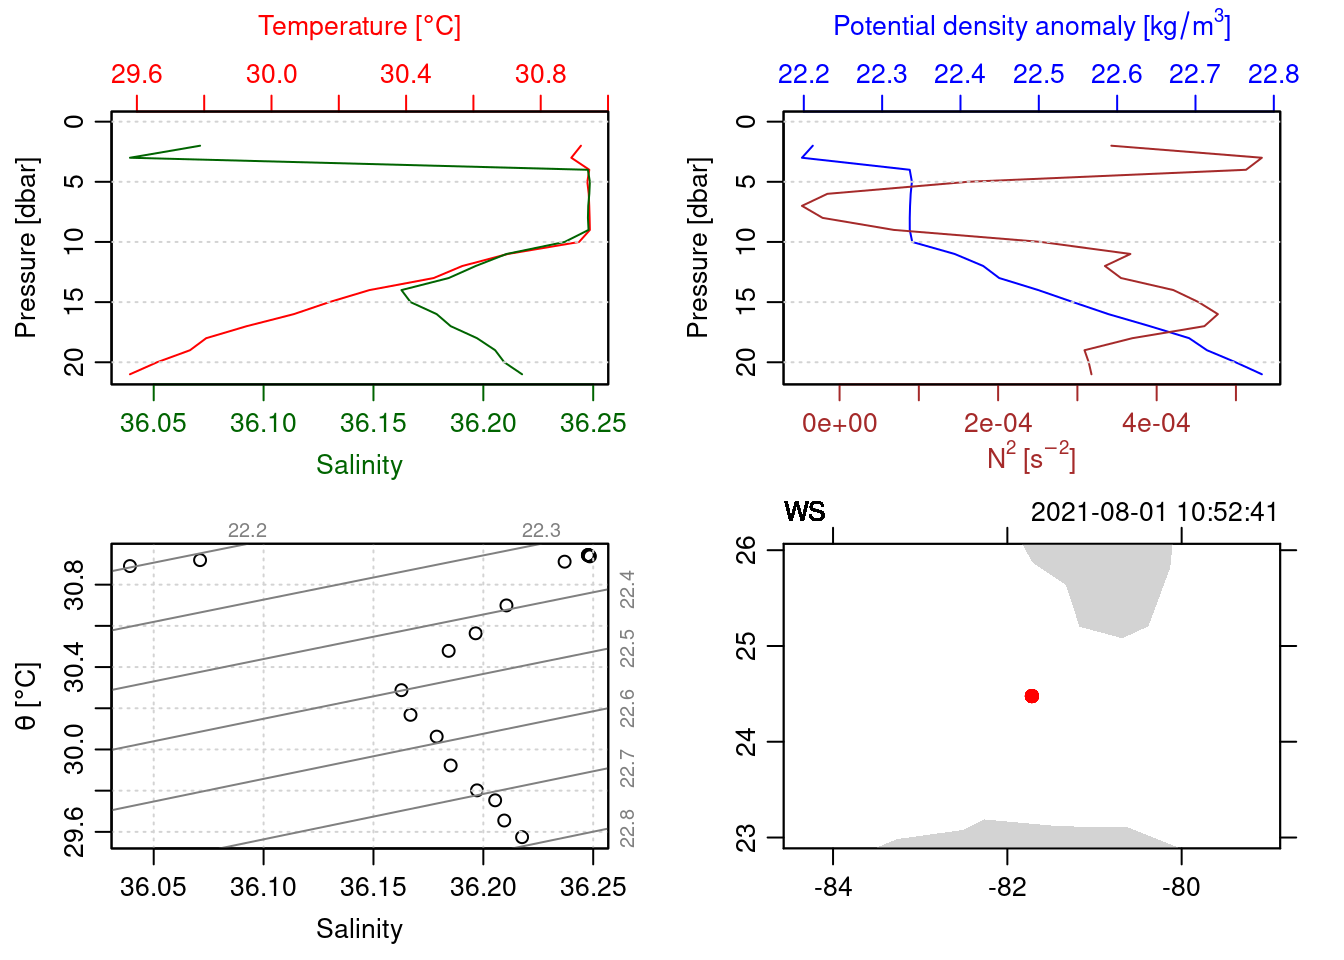 Temperature [°C]
29.6 30.0 30.4 30.8
0
5
10
15
20
Pressure [dbar]
36.05 36.10 36.15 36.20 36.25
Salinity
Potential density anomaly [kg/m³]
22.2 22.3 22.4 22.5 22.6 22.7 22.8
0
5
10
15
20
Pressure [dbar]
0e+00 2e-04 4e-04
N² [s⁻²]
22.2 22.3
22.4
22.5
22.6
22.7
22.8
30.8
30.4
30.0
29.6
θ [°C]
36.05 36.10 36.15 36.20 36.25
Salinity
WS 2021-08-01 10:52:41
26
25
24
23
-84 -82 -80